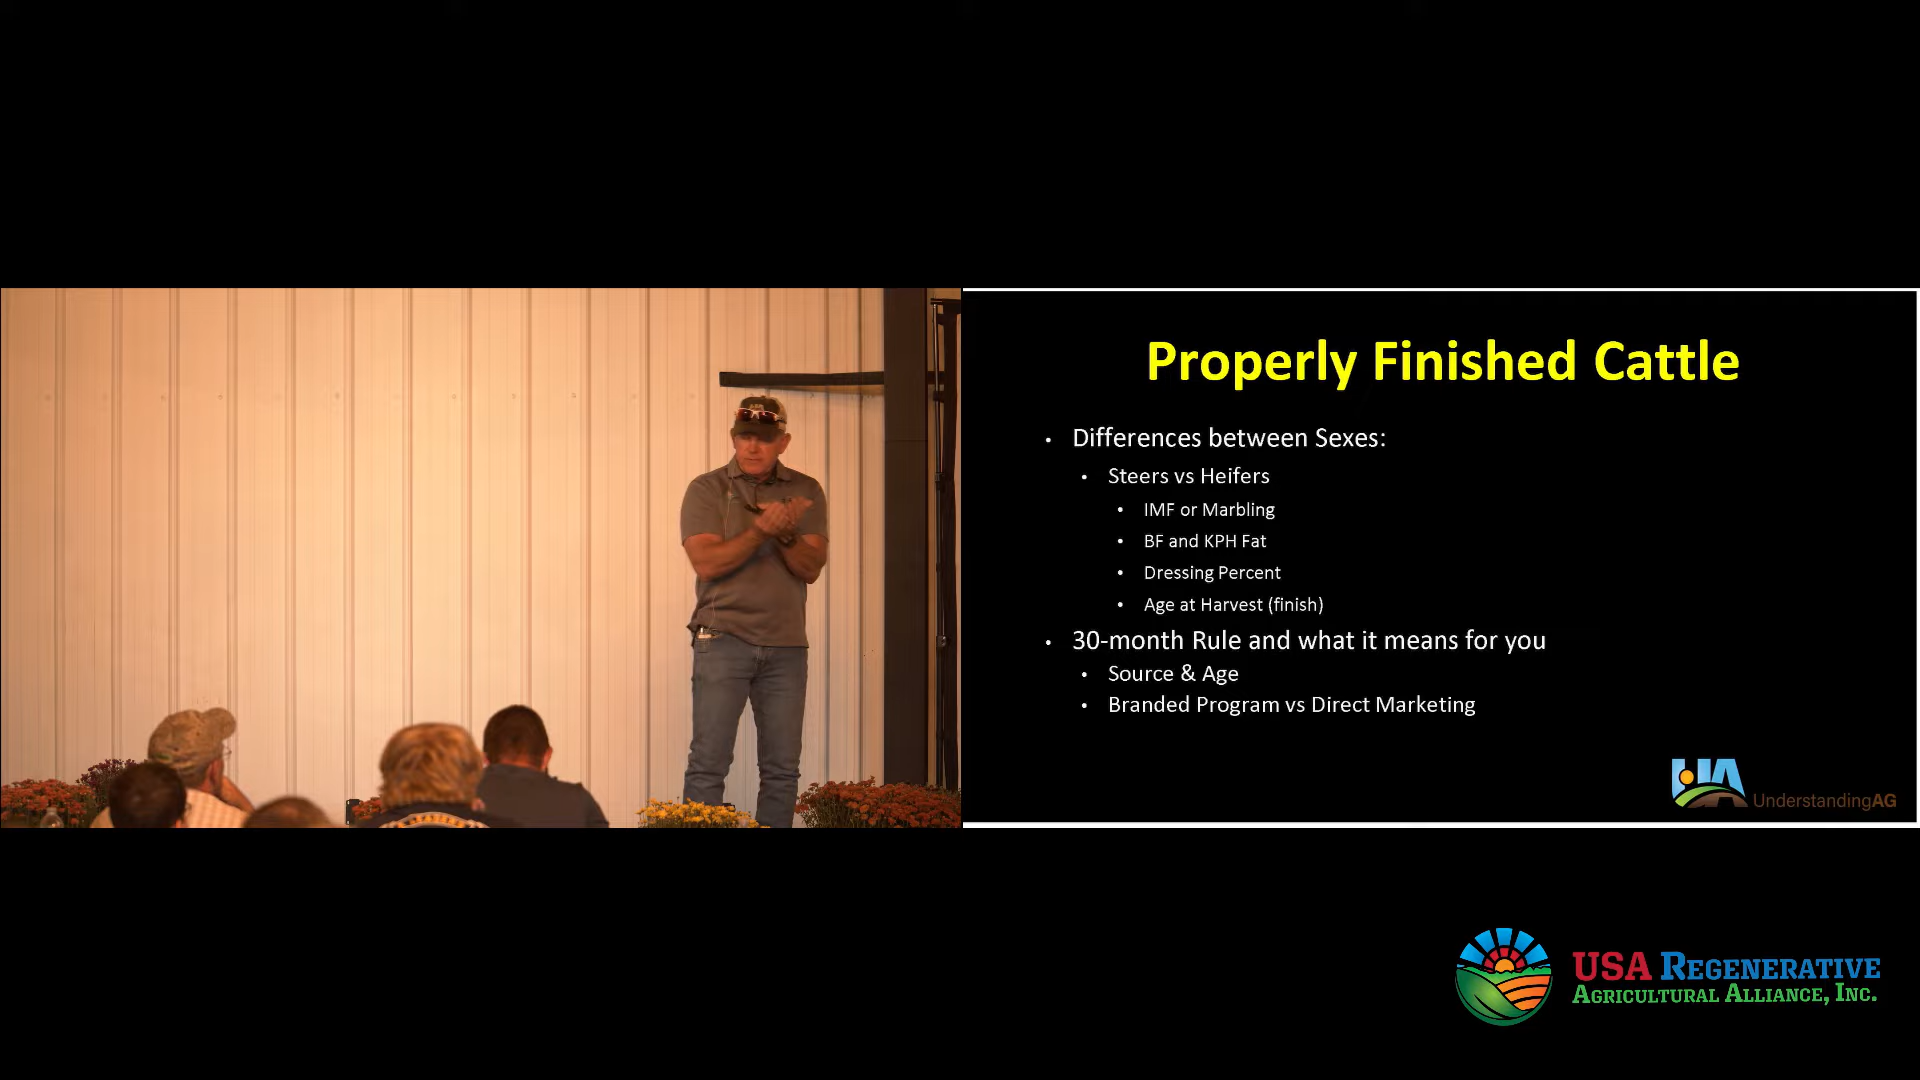 Properly Finished Cattle
• Differences between Sexes:
• Steers vs Heifers
• IMF or Marbling
• BF and KPH Fat
• Dressing Percent
• Age at Harvest (finish)
• 30-month Rule and what it means for you
• Source & Age
• Branded Program vs Direct Marketing
UA
UnderstandingAG
USA REGENERATIVE
AGRICULTURAL ALLIANCE, INC.